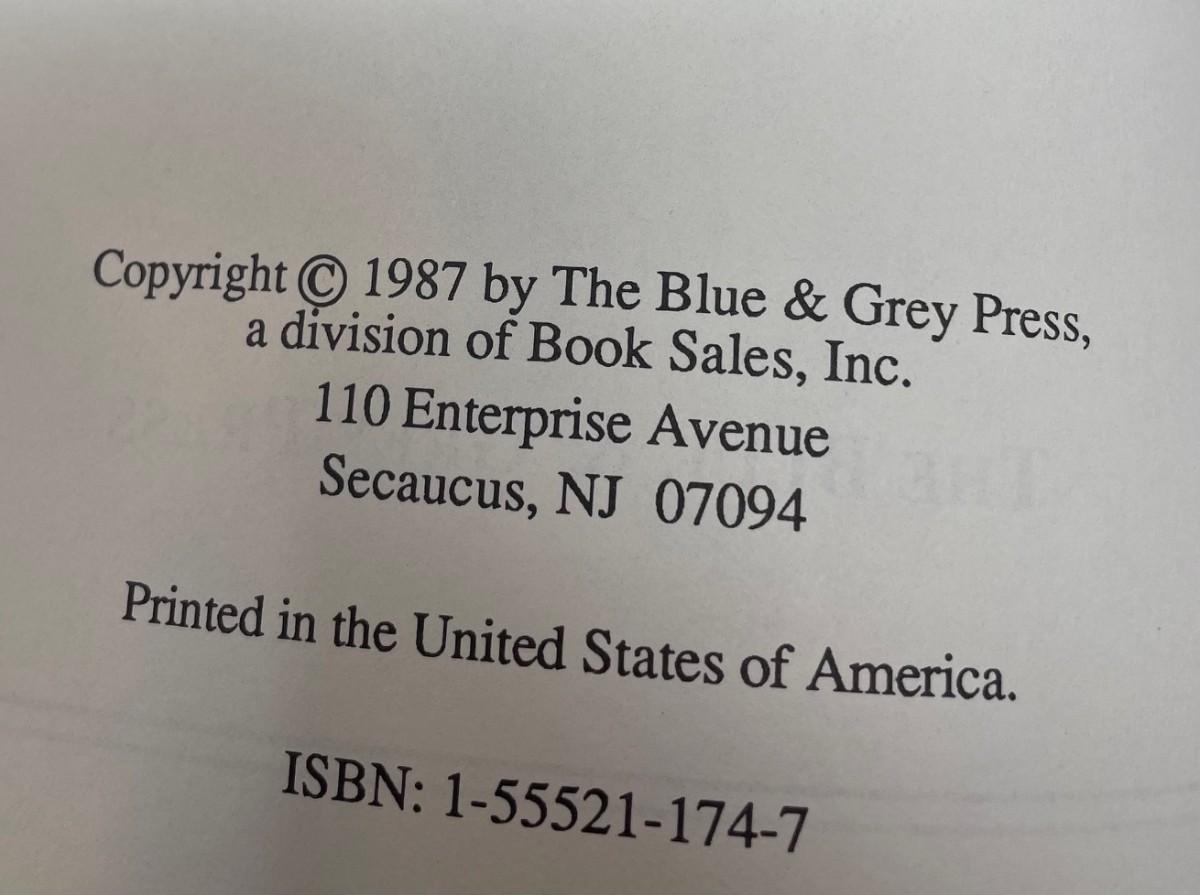 Copyright © 1987 by The Blue & Grey Press,
a division of Book Sales, Inc.
110 Enterprise Avenue
Secaucus, NJ 07094
Printed in the United States of America.
ISBN: 1-55521-174-7